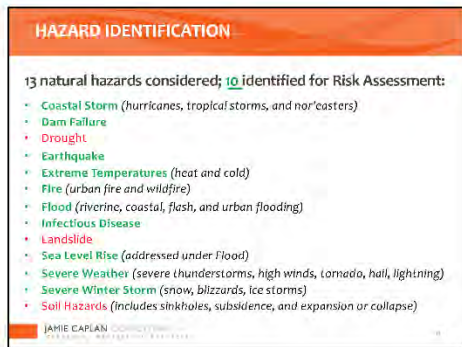 HAZARD IDENTIFICATION
13 natural hazards considered; 10 identified for Risk Assessment:
• Coastal Storm (hurricanes, tropical storms, and nor'easters)
• Dam Failure
• Drought
• Earthquake
• Extreme Temperatures (heat and cold)
• Fire (urban fire and wildfire)
• Flood (riverine, coastal, flash, and urban flooding)
• Infectious Disease
• Landslide
• Sea Level Rise (addressed under Flood)
• Severe Weather (severe thunderstorms, high winds, tornado, hail, lightning)
• Severe Winter Storm (snow, blizzards, ice storms)
• Soil Hazards (includes sinkholes, subsidence, and expansion or collapse)
JAMIE CAPLAN CONSULTING